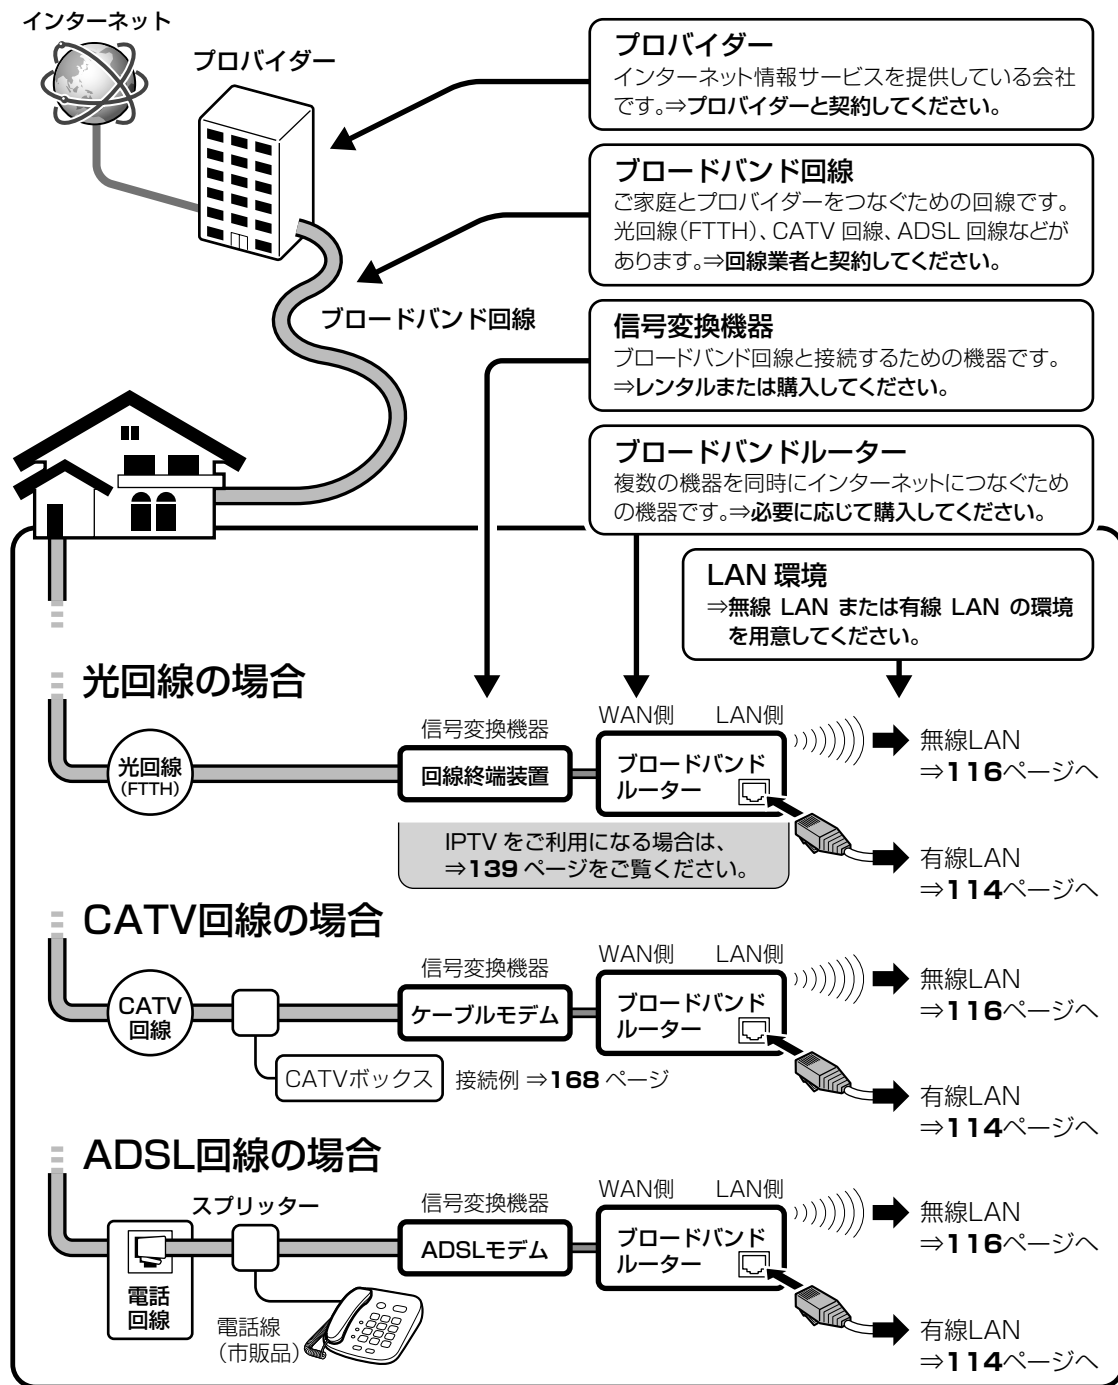 インターネット
プロバイダー
プロバイダー
インターネット情報サービスを提供している会社
です。⇒プロバイダーと契約してください。
ブロードバンド回線
ご家庭とプロバイダーをつなぐための回線です。
光回線(FTTH)、CATV 回線、ADSL 回線などが
あります。⇒回線業者と契約してください。
ブロードバンド回線
信号変換機器
ブロードバンド回線と接続するための機器です。
⇒レンタルまたは購入してください。
ブロードバンドルーター
複数の機器を同時にインターネットにつなぐため
の機器です。⇒必要に応じて購入してください。
LAN 環境
⇒無線 LAN または有線 LAN の環境
を用意してください。
光回線の場合
光回線
(FTTH)
信号変換機器
回線終端装置
WAN側 LAN側
ブロードバンド
ルーター
無線LAN
⇒116ページへ
有線LAN
⇒114ページへ
IPTV をご利用になる場合は、
⇒139 ページをご覧ください。
CATV回線の場合
CATV
回線
信号変換機器
ケーブルモデム
WAN側 LAN側
ブロードバンド
ルーター
無線LAN
⇒116ページへ
有線LAN
⇒114ページへ
CATVボックス 接続例 ⇒168 ページ
ADSL回線の場合
スプリッター
電話
回線
電話線
(市販品)
信号変換機器
ADSLモデム
WAN側 LAN側
ブロードバンド
ルーター
無線LAN
⇒116ページへ
有線LAN
⇒114ページへ